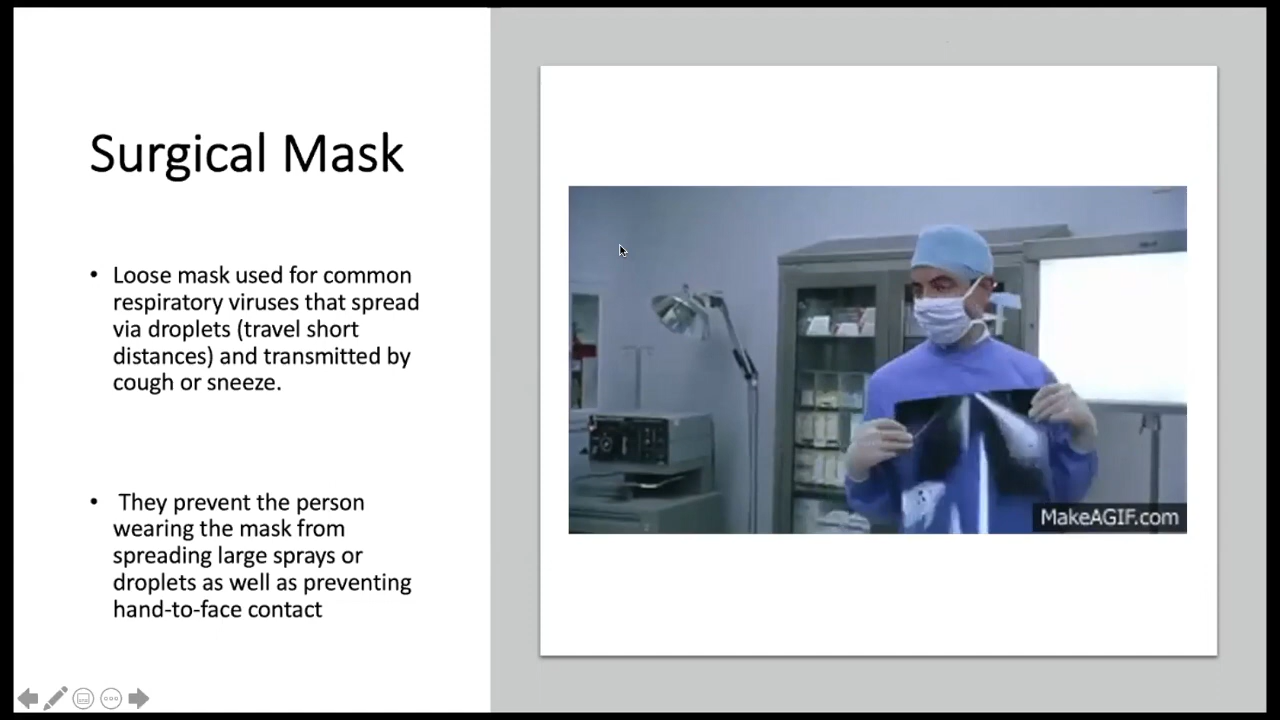 Surgical Mask
• Loose mask used for common
respiratory viruses that spread
via droplets (travel short
distances) and transmitted by
cough or sneeze.
• They prevent the person
wearing the mask from
spreading large sprays or
droplets as well as preventing
hand-to-face contact
MakeAGIF.com